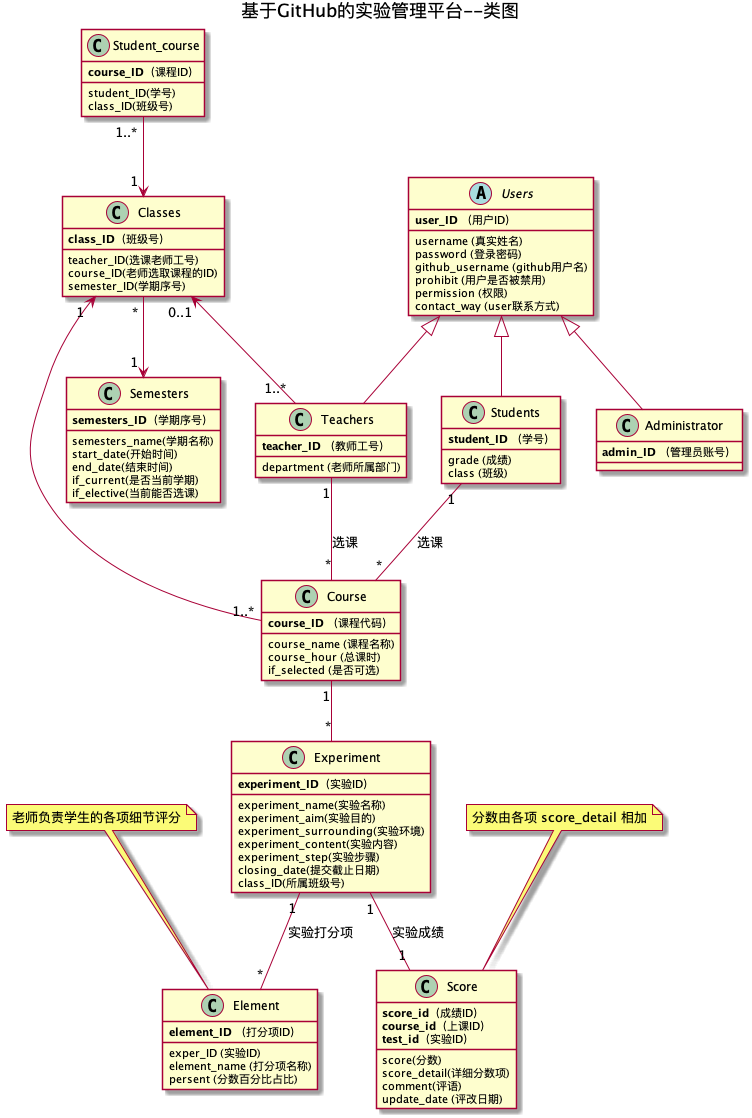 基于GitHub的实验管理平台--类图
C Student_course
course_ID（课程ID）
student_ID(学号)
class_ID(班级号)
1..*
1
C Classes
class_ID（班级号）
teacher_ID(选课老师工号)
course_ID(老师选取课程的ID)
semester_ID(学期序号)
A Users
user_ID （用户ID）
username (真实姓名)
password (登录密码)
github_username (github用户名)
prohibit (用户是否被禁用)
permission (权限)
contact_way (user联系方式)
1
*
0..1
1
1..*
C Semesters
semesters_ID（学期序号）
semesters_name(学期名称)
start_date(开始时间)
end_date(结束时间)
if_current(是否当前学期)
if_elective(当前能否选课)
C Teachers
teacher_ID （教师工号）
department (老师所属部门)
C Students
student_ID （学号）
grade (成绩)
class (班级)
C Administrator
admin_ID （管理员账号）
1
1
选课
选课
*
*
1..*
C Course
course_ID （课程代码）
course_name (课程名称)
course_hour (总课时)
if_selected (是否可选)
1
*
C Experiment
experiment_ID（实验ID）
experiment_name(实验名称)
experiment_aim(实验目的)
experiment_surrounding(实验环境)
experiment_content(实验内容)
experiment_step(实验步骤)
closing_date(提交截止日期)
class_ID(所属班级号)
老师负责学生的各项细节评分
分数由各项 score_detail 相加
1
1
实验打分项
实验成绩
*
1
C Element
element_ID （打分项ID）
exper_ID (实验ID)
element_name (打分项名称)
persent (分数百分比占比)
C Score
score_id（成绩ID）
course_id（上课ID）
test_id（实验ID）
score(分数)
score_detail(详细分数项)
comment(评语)
update_date (评改日期)